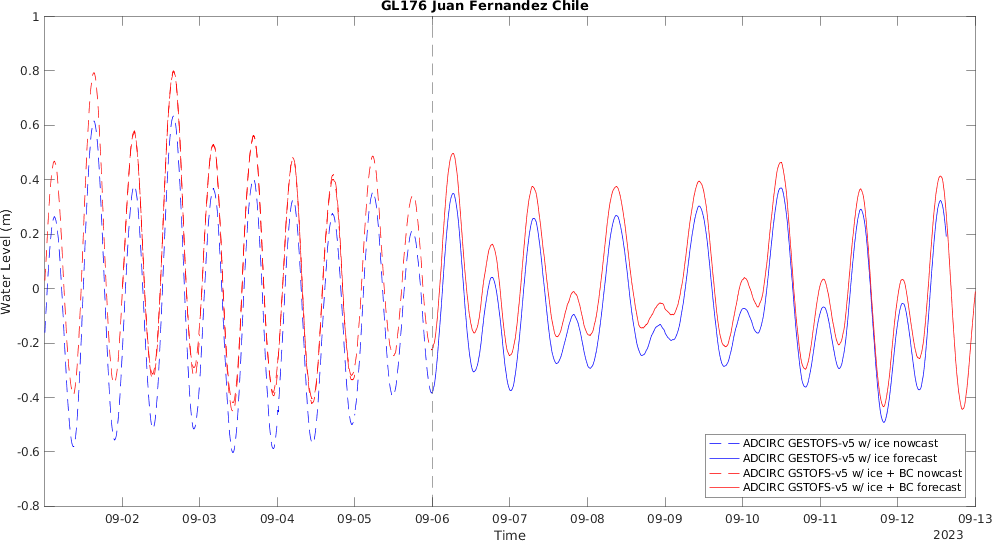 GL176 Juan Fernandez Chile
1
0.8
0.6
0.4
0.2
0
-0.2
-0.4
-0.6
-0.8
Water Level (m)
09-02 09-03 09-04 09-05 09-06 09-07 09-08 09-09 09-10 09-11 09-12 09-13
Time
2023
ADCIRC GESTOFS-v5 w/ ice nowcast
ADCIRC GESTOFS-v5 w/ ice forecast
ADCIRC GSTOFS-v5 w/ ice + BC nowcast
ADCIRC GSTOFS-v5 w/ ice + BC forecast